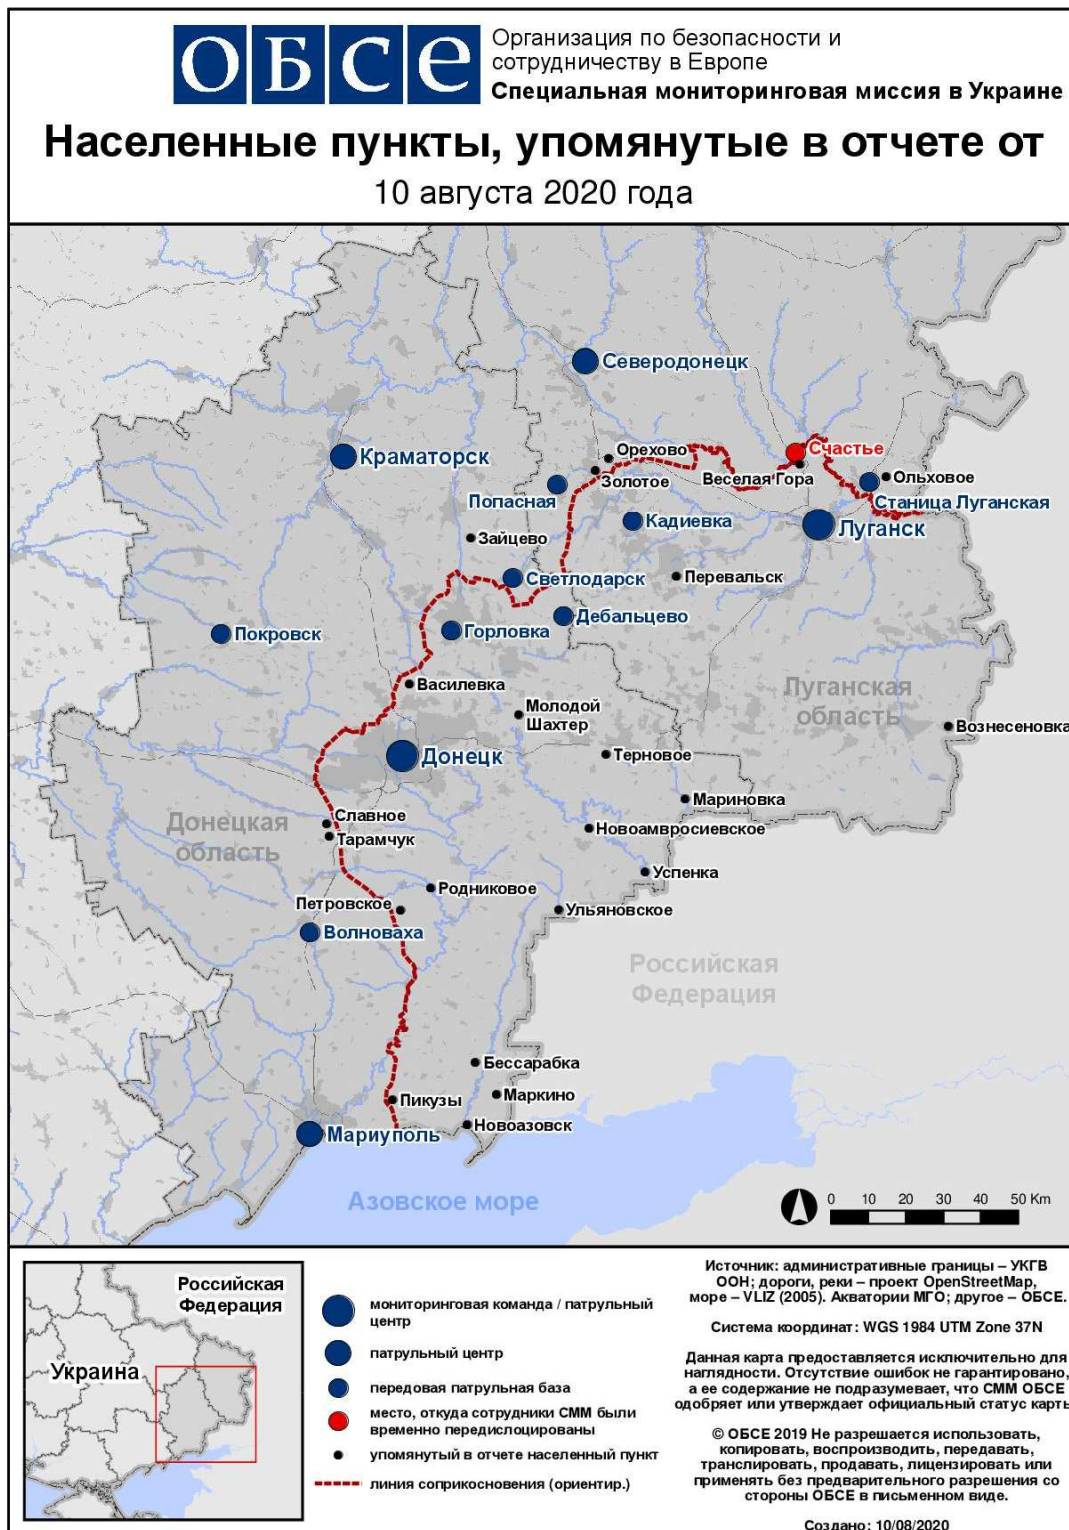 ОБСЕ
Организация по безопасности и
сотрудничеству в Европе
Специальная мониторинговая миссия в Украине
Населенные пункты, упомянутые в отчете от
10 августа 2020 года
Северодонецк
Краматорск
Орехово
Золотое
Счастье
Веселая Гора
Ольховое
Попасная
Станица Луганская
Кадиевка
Луганск
Зайцево
Светлодарск
Перевальск
Дебальцево
Покровск
Горловка
Василевка
Луганская
область
Молодой
Шахтер
Вознесеновка
Донецк
Терновое
Мариновка
Славное
Донецкая
область
Тарамчук
Новоамвросиевское
Успенка
Родниковое
Петровское
Ульяновское
Волноваха
Российская
Федерация
Бессарабка
Маркино
Пикузы
Новоазовск
Мариуполь
Азовское море
0 10 20 30 40 50 Km
Российская
Федерация
Украина
мониторинговая команда / патрульный
центр
патрульный центр
передовая патрульная база
место, откуда сотрудники СММ были
временно передислоцированы
упомянутый в отчете населенный пункт
линия соприкосновения (ориентир.)
Источник: административные границы – УКГВ
ООН; дороги, реки – проект OpenStreetMap,
море – VLIZ (2005). Акватории МГО; другое – ОБСЕ.
Система координат: WGS 1984 UTM Zone 37N
Данная карта предоставляется исключительно для
наглядности. Отсутствие ошибок не гарантировано,
а ее содержание не подразумевает, что СММ ОБСЕ
одобряет или утверждает официальный статус карты.
© ОБСЕ 2019 Не разрешается использовать,
копировать, воспроизводить, передавать,
транслировать, продавать, лицензировать или
применять без предварительного разрешения со
стороны ОБСЕ в письменном виде.
Создано: 10/08/2020